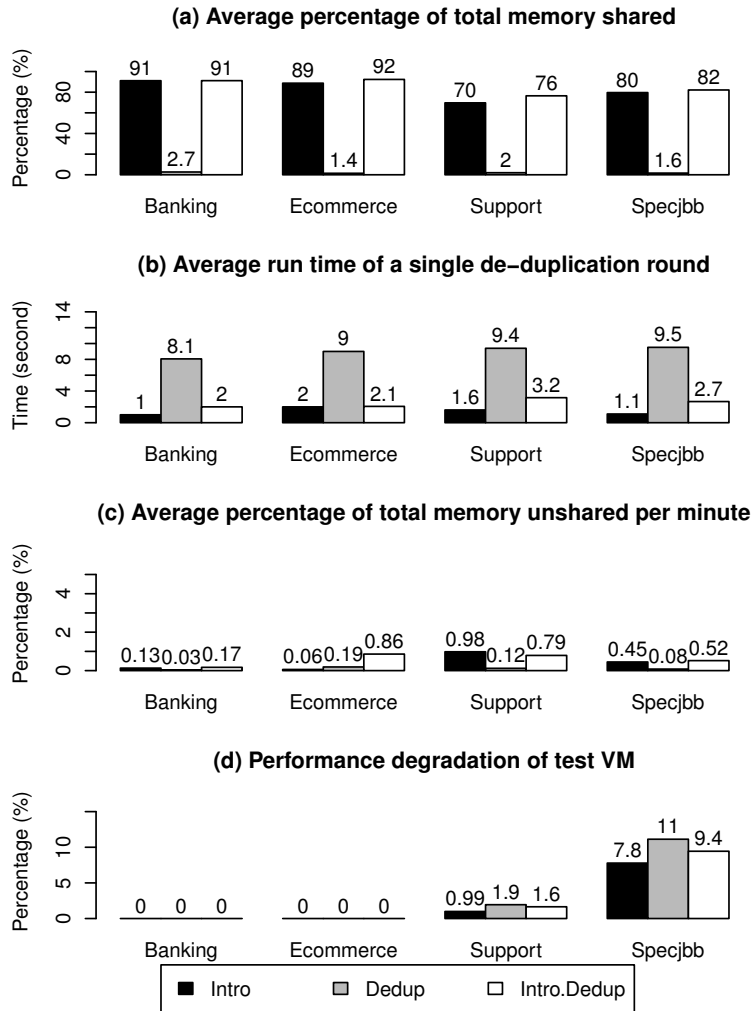 (a) Average percentage of total memory shared
Percentage (%)
0 40 80
91 2.7 91 89 1.4 92 70 2 76 80 1.6 82
Banking Ecommerce Support Specjbb
(b) Average run time of a single de−duplication round
Time (second)
0 4 8 14
1 8.1 2 2 9 2.1 1.6 9.4 3.2 1.1 9.5 2.7
Banking Ecommerce Support Specjbb
(c) Average percentage of total memory unshared per minute
Percentage (%)
0 2 4
0.13 0.03 0.17 0.06 0.19 0.86 0.98 0.12 0.79 0.45 0.08 0.52
Banking Ecommerce Support Specjbb
(d) Performance degradation of test VM
Percentage (%)
0 5 10
0 0 0 0 0 0 0.99 1.9 1.6 7.8 11 9.4
Banking Ecommerce Support Specjbb
Intro Dedup Intro.Dedup